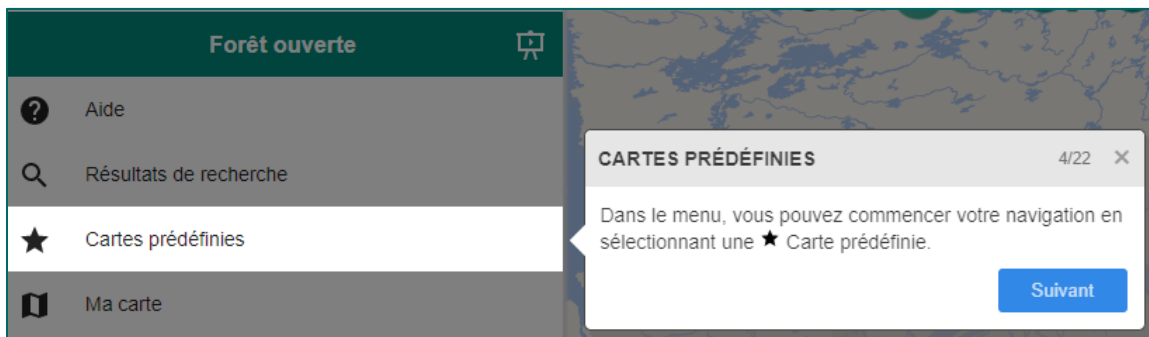 Forêt ouverte
Aide
Résultats de recherche
Cartes prédéfinies
Ma carte
CARTES PRÉDÉFINIES 4/22
Dans le menu, vous pouvez commencer votre navigation en
sélectionnant une ★ Carte prédéfinie.
Suivant